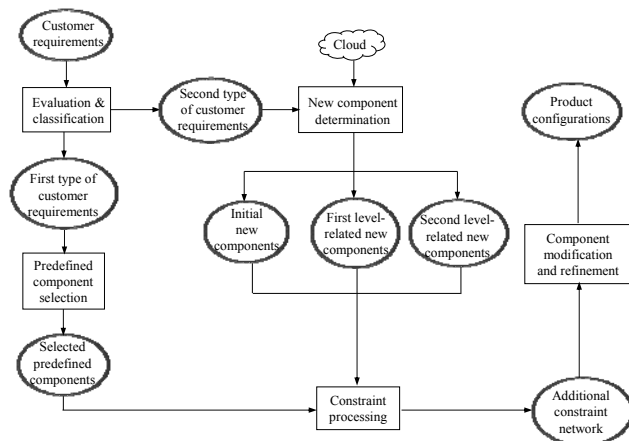 Customer
requirements
Cloud
Evaluation &
classification
Second type
of customer
requirements
New component
determination
Product
configurations
First type of
customer
requirements
Initial
new
components
First level-
related new
components
Second level-
related new
components
Predefined
component
selection
Component
modification
and refinement
Selected
predefined
components
Constraint
processing
Additional
constraint
network